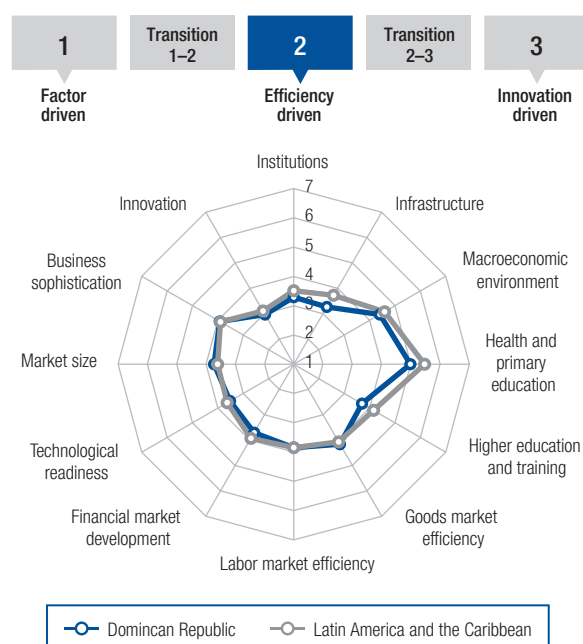 1
Transition
1–2
2
Transition
2–3
3
Factor
driven
Efficiency
driven
Innovation
driven
Institutions
7
6
5
4
3
2
1
Innovation
Infrastructure
Business
sophistication
Macroeconomic
environment
Market size
Health and
primary
education
Technological
readiness
Higher education
and training
Financial market
development
Goods market
efficiency
Labor market efficiency
Domincan Republic
Latin America and the Caribbean